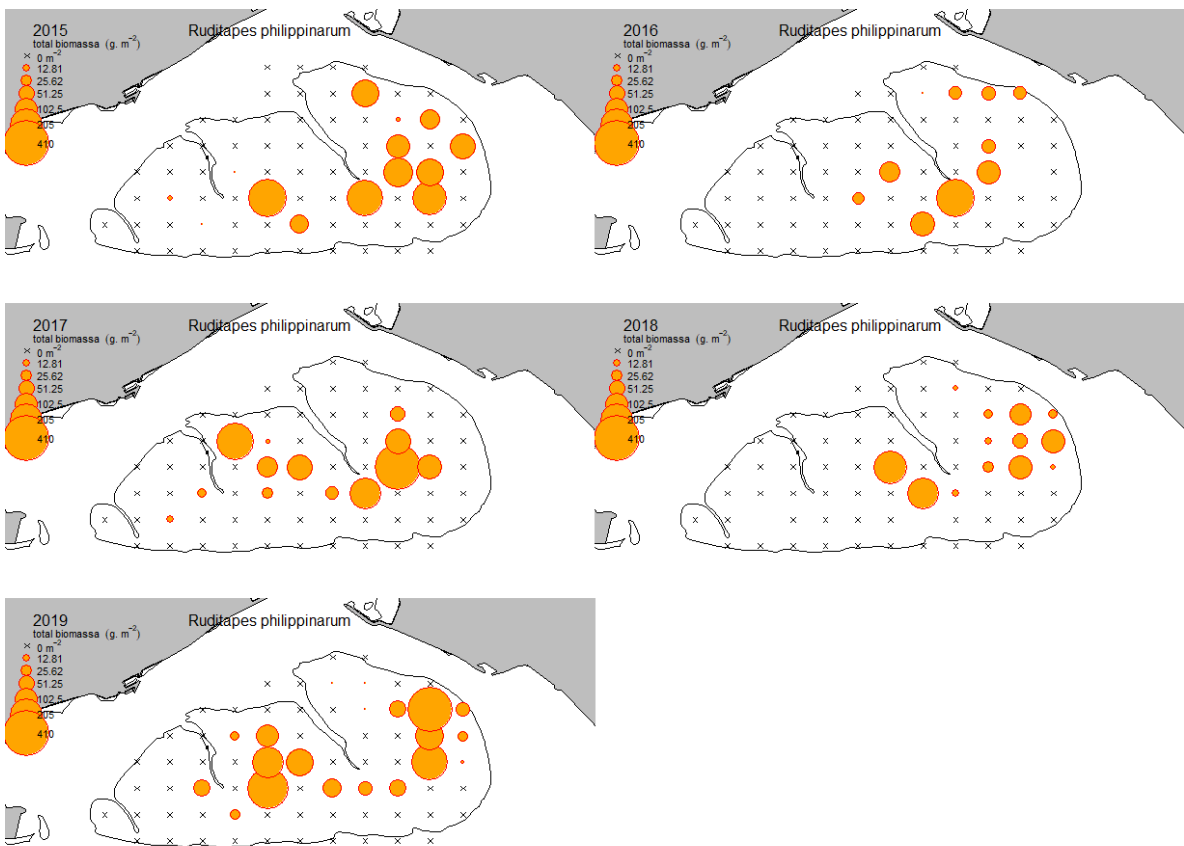 2015 Ruditapes philippinarum
total biomassa (g. m⁻²)
0 m⁻²
12.81
25.62
51.25
102.5
205
410
2016 Ruditapes philippinarum
total biomassa (g. m⁻²)
0 m⁻²
12.81
25.62
51.25
102.5
205
410
2017 Ruditapes philippinarum
total biomassa (g. m⁻²)
0 m⁻²
12.81
25.62
51.25
102.5
205
410
2018 Ruditapes philippinarum
total biomassa (g. m⁻²)
0 m⁻²
12.81
25.62
51.25
102.5
205
410
2019 Ruditapes philippinarum
total biomassa (g. m⁻²)
0 m⁻²
12.81
25.62
51.25
102.5
205
410